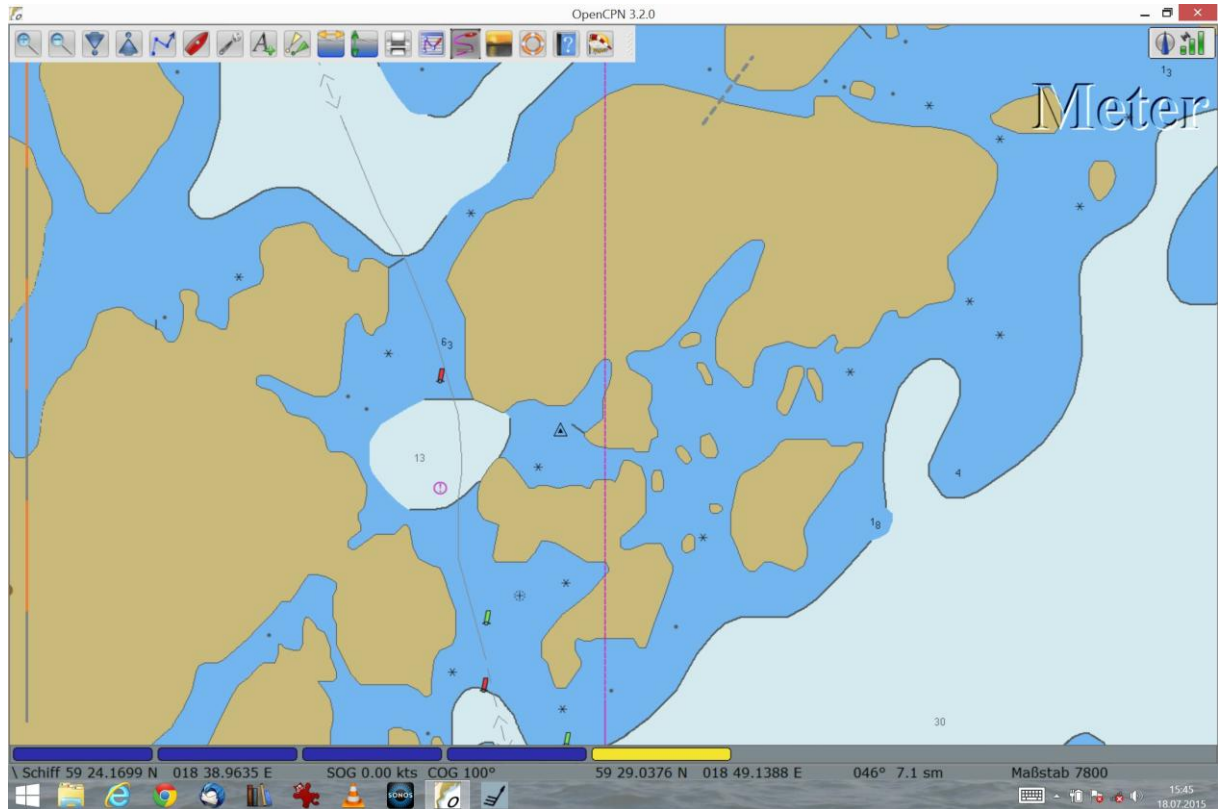 OpenCPN 3.2.0
Meter
1₃
6₃
13
4
1₈
30
\ Schiff 59 24.1699 N 018 38.9635 E SOG 0.00 kts COG 100° 59 29.0376 N 018 49.1388 E 046° 7.1 sm Maßstab 7800
SONOS
15:45
18.07.2015